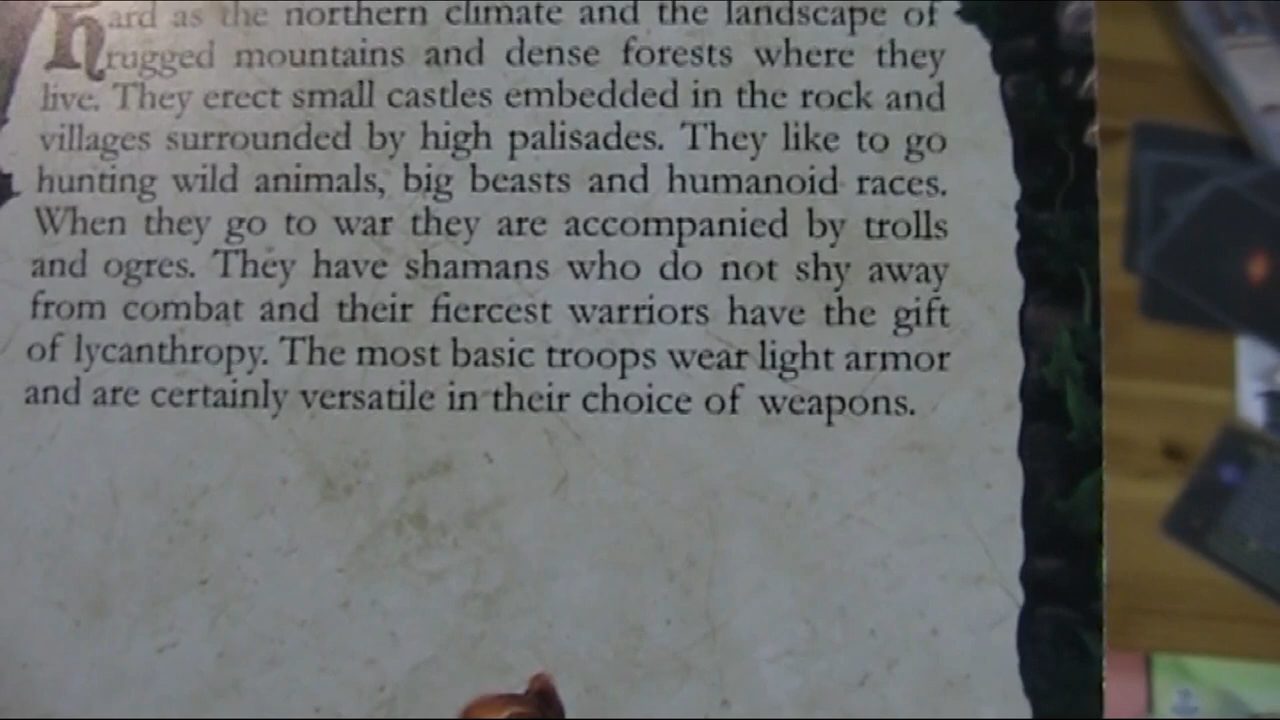 Hard as the northern climate and the landscape of
rugged mountains and dense forests where they
live. They erect small castles embedded in the rock and
villages surrounded by high palisades. They like to go
hunting wild animals, big beasts and humanoid races.
When they go to war they are accompanied by trolls
and ogres. They have shamans who do not shy away
from combat and their fiercest warriors have the gift
of lycanthropy. The most basic troops wear light armor
and are certainly versatile in their choice of weapons.